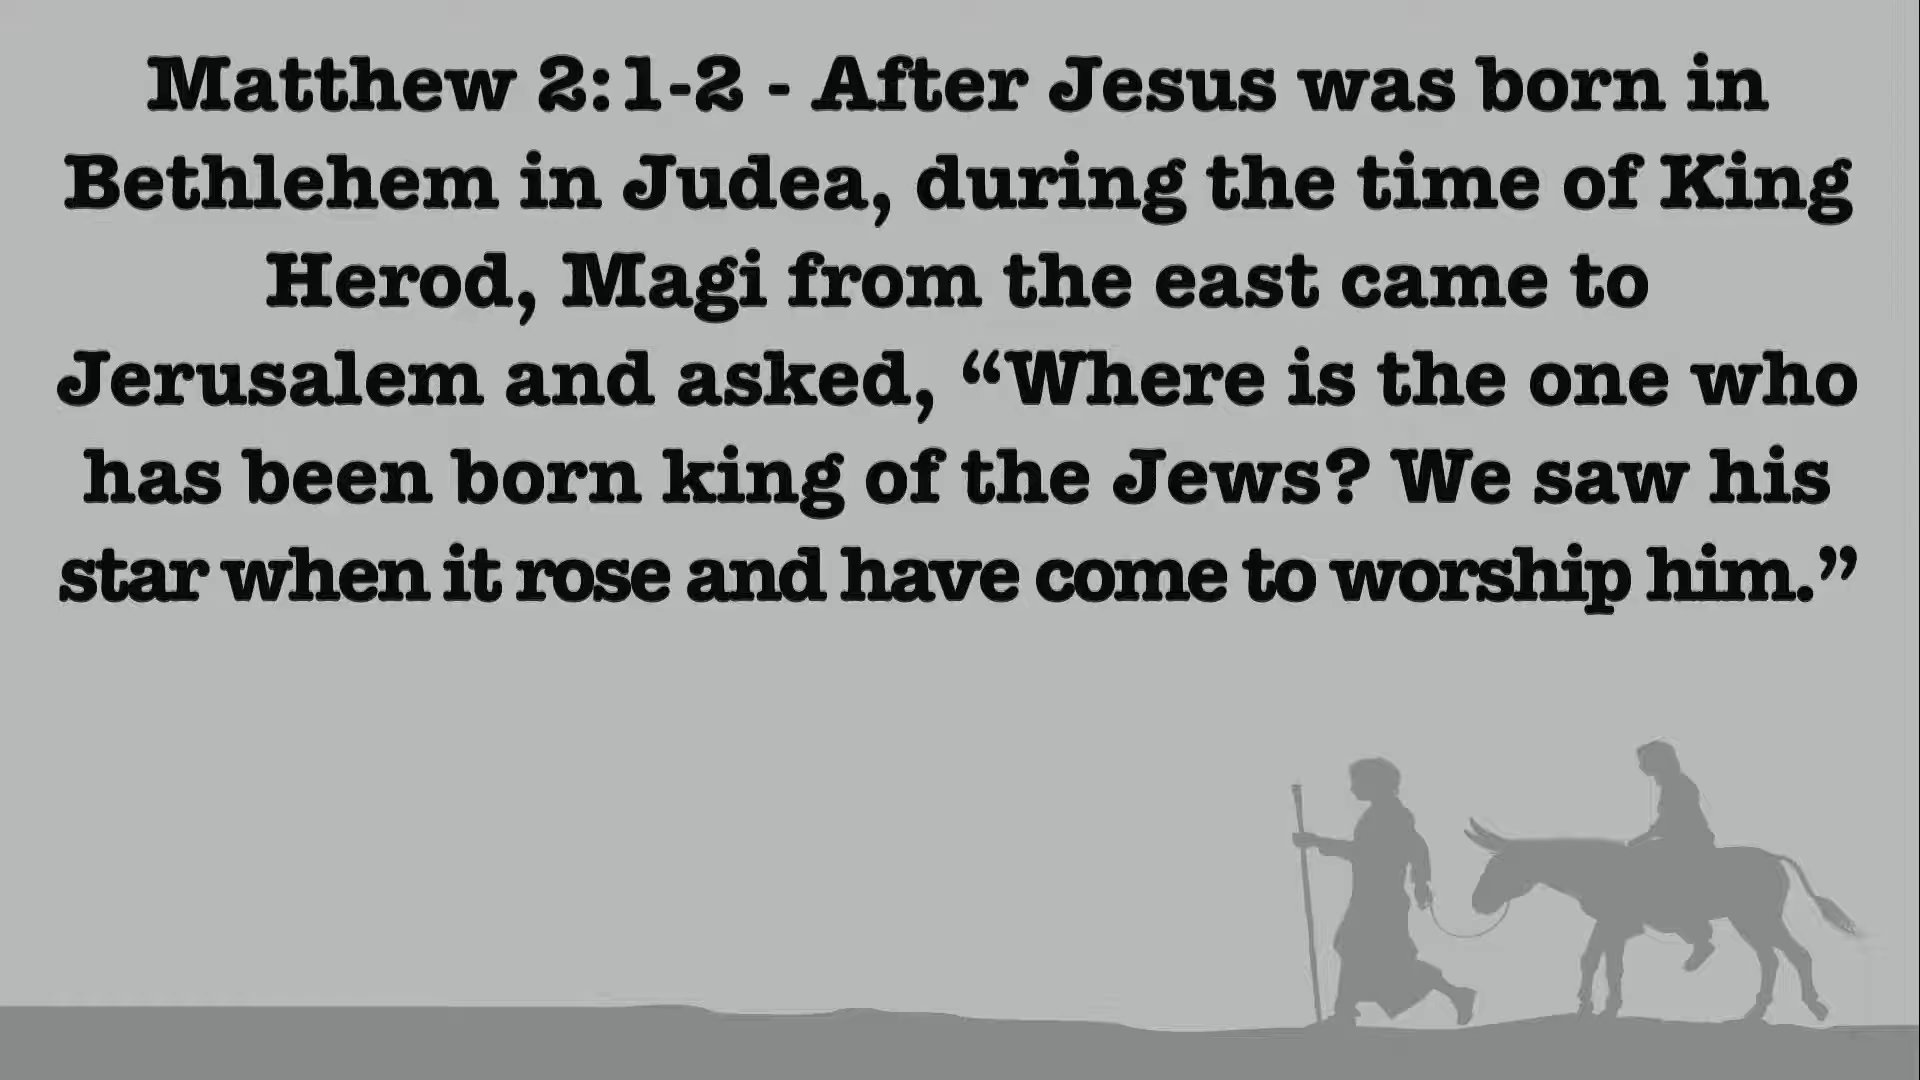 Matthew 2:1-2 - After Jesus was born in
Bethlehem in Judea, during the time of King
Herod, Magi from the east came to
Jerusalem and asked, “Where is the one who
has been born king of the Jews? We saw his
star when it rose and have come to worship him.”